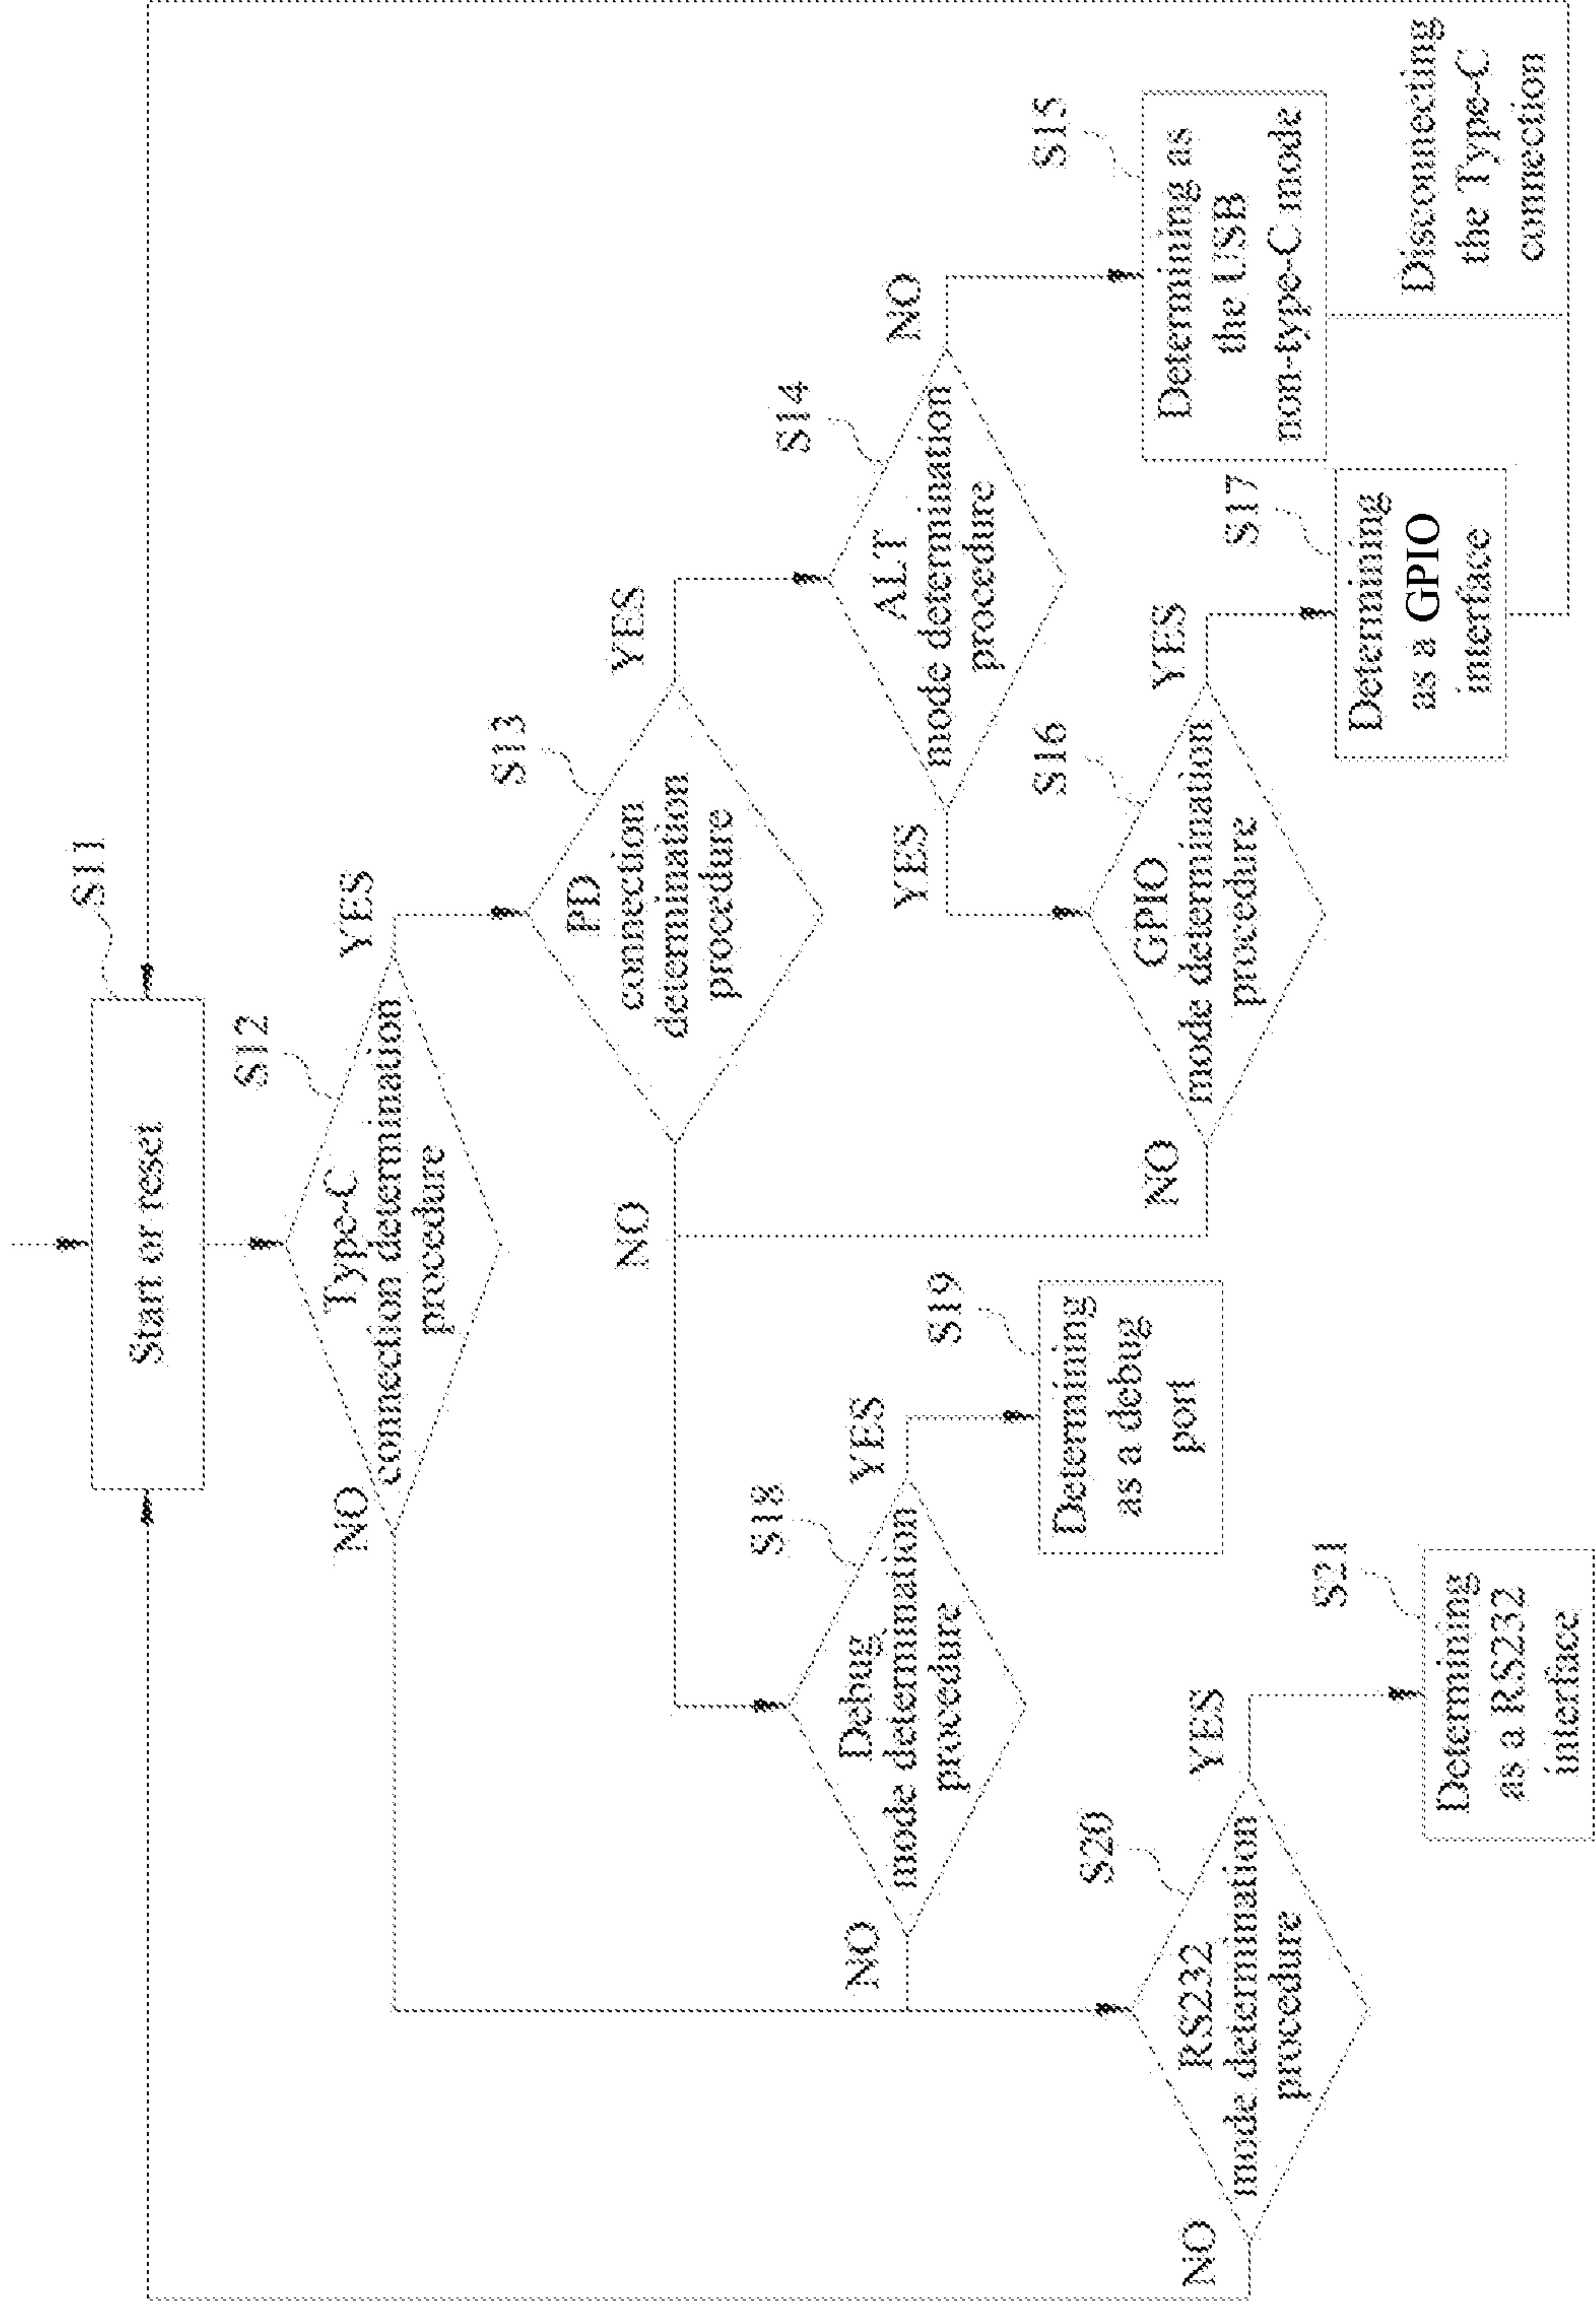 S11
Start or reset
S12
Type-C
connection determination
procedure
NO
YES
S13
PD
connection
determination
procedure
NO
YES
S14
ALT
mode determination
procedure
YES
NO
S15
Determining as
the USB
non-type-C mode
S16
GPIO
mode determination
procedure
NO
YES
S17
Determining
as a GPIO
interface
Disconnecting
the Type-C
connection
S18
Debug
mode determination
procedure
NO
YES
S19
Determining
as a debug
port
S20
RS232
mode determination
procedure
NO
YES
S21
Determining
as a RS232
interface